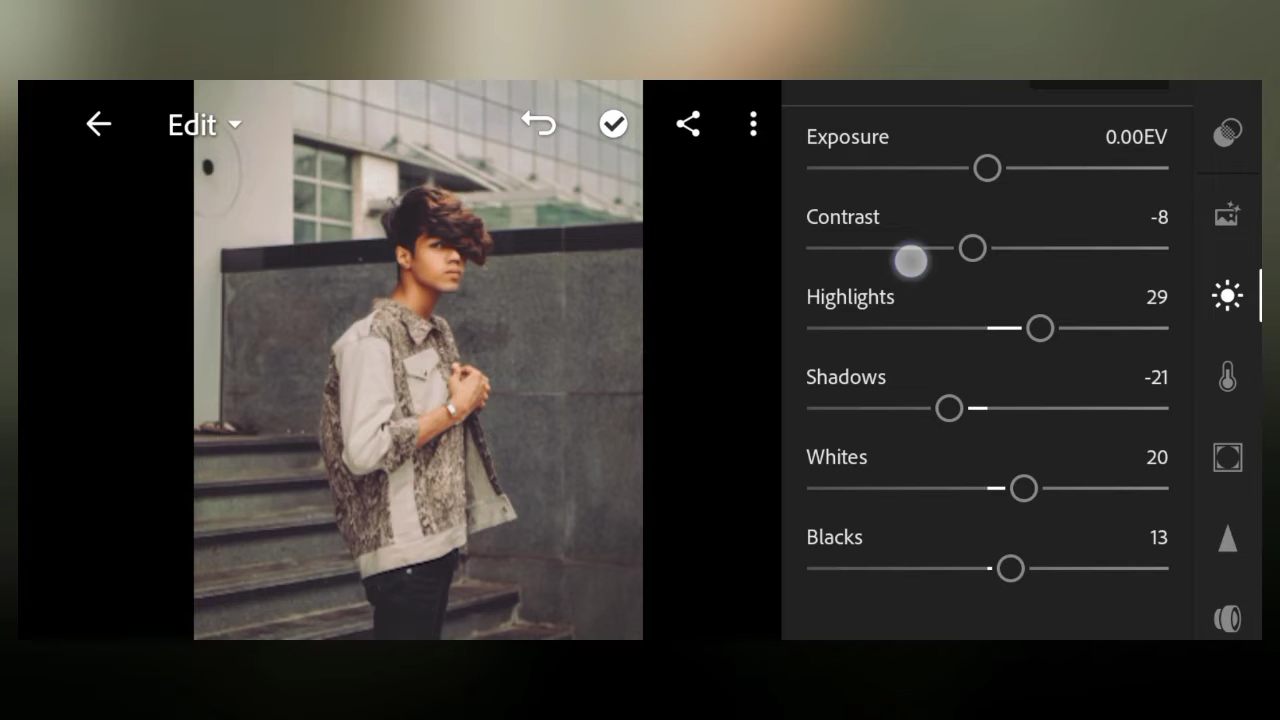 Edit
Exposure 0.00EV
Contrast -8
Highlights 29
Shadows -21
Whites 20
Blacks 13